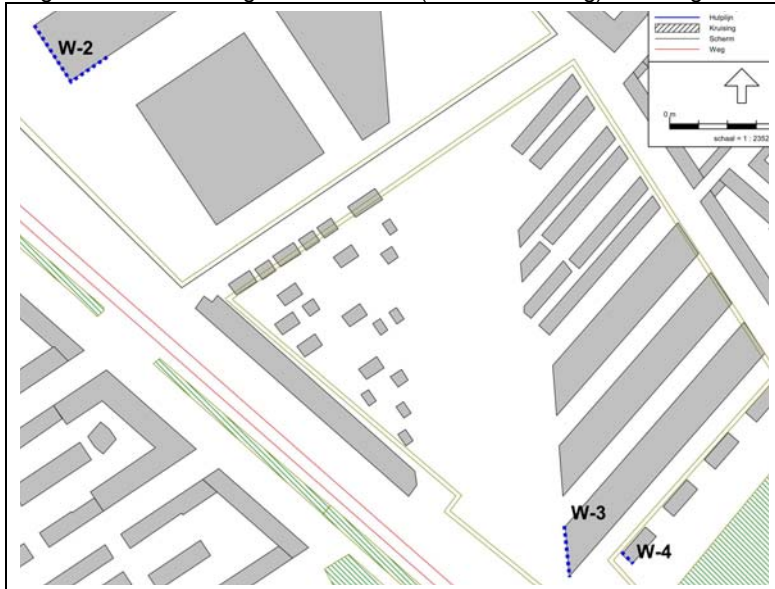 W-2
Hulplijn
Kruising
Scherm
Weg
0 m
schaal = 1 : 2352
W-3
W-4